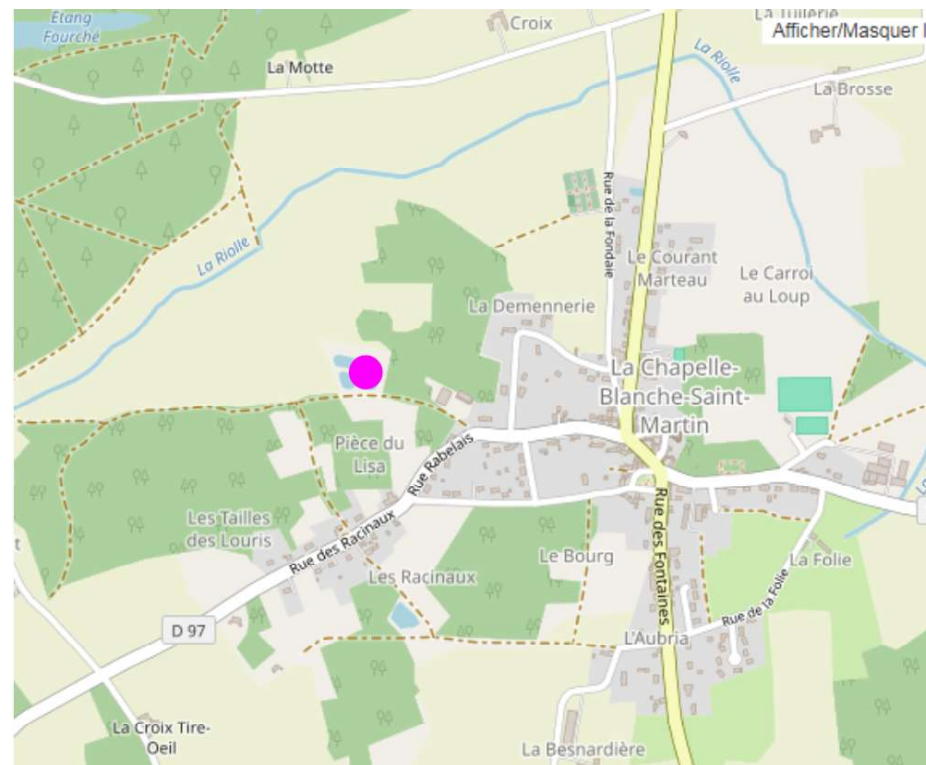 Étang
Fourché
Croix
La Tuilerie
Afficher/Masquer l
La Motte
La Riolle
La Brosse
La Riolle
Rue de la Fondaie
Le Courant
Marteau
Le Carroi
au Loup
La Demennerie
La Chapelle-
Blanche-Saint-
Martin
Pièce du
Lisa
Rue Rabelais
Les Tailles
des Louris
Rue des Racinaux
Rue des Fontaines
Le Bourg
La Folie
Les Racinaux
Rue de la Folie
D 97
L'Aubria
La Croix Tire-
Oeil
La Besnardière